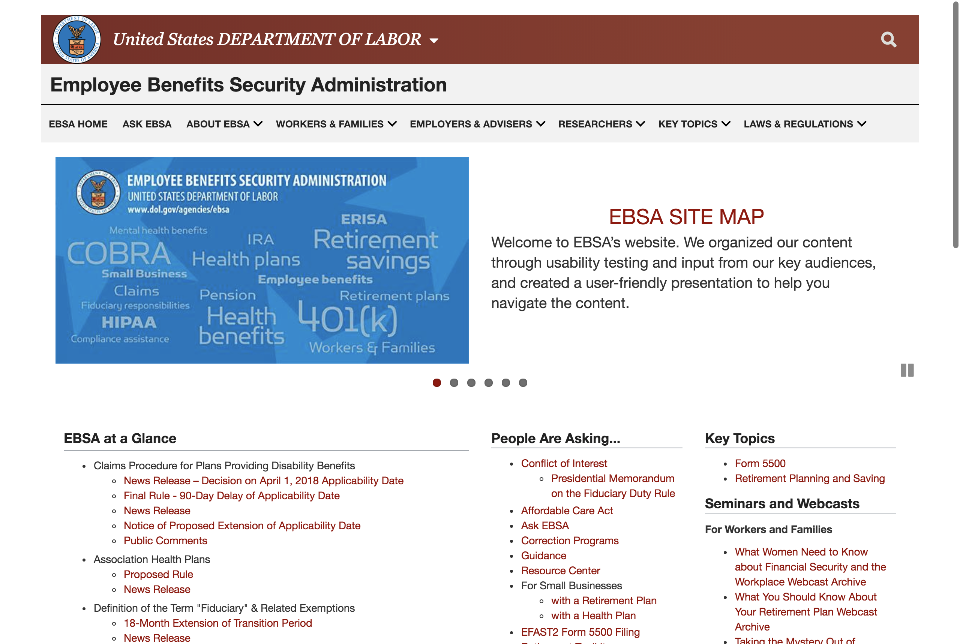 United States DEPARTMENT OF LABOR
Employee Benefits Security Administration
EBSA HOME ASK EBSA ABOUT EBSA WORKERS & FAMILIES EMPLOYERS & ADVISERS RESEARCHERS KEY TOPICS LAWS & REGULATIONS
EMPLOYEE BENEFITS SECURITY ADMINISTRATION
UNITED STATES DEPARTMENT OF LABOR
www.dol.gov/agencies/ebsa
Mental health benefits
ERISA
COBRA
IRA
Retirement
savings
Health plans
Small Business
Employee benefits
Claims
Pension
Retirement plans
Fiduciary responsibilities
HIPAA
Health
benefits
401(k)
Compliance assistance
Workers & Families
EBSA SITE MAP
Welcome to EBSA's website. We organized our content
through usability testing and input from our key audiences,
and created a user-friendly presentation to help you
navigate the content.
EBSA at a Glance
Claims Procedure for Plans Providing Disability Benefits
News Release – Decision on April 1, 2018 Applicability Date
Final Rule - 90-Day Delay of Applicability Date
News Release
Notice of Proposed Extension of Applicability Date
Public Comments
Association Health Plans
Proposed Rule
News Release
Definition of the Term "Fiduciary" & Related Exemptions
18-Month Extension of Transition Period
News Release
People Are Asking...
Conflict of Interest
Presidential Memorandum
on the Fiduciary Duty Rule
Affordable Care Act
Ask EBSA
Correction Programs
Guidance
Resource Center
For Small Businesses
with a Retirement Plan
with a Health Plan
EFAST2 Form 5500 Filing
Key Topics
Form 5500
Retirement Planning and Saving
Seminars and Webcasts
For Workers and Families
What Women Need to Know
about Financial Security and the
Workplace Webcast Archive
What You Should Know About
Your Retirement Plan Webcast
Archive
Taking the Mystery Out of